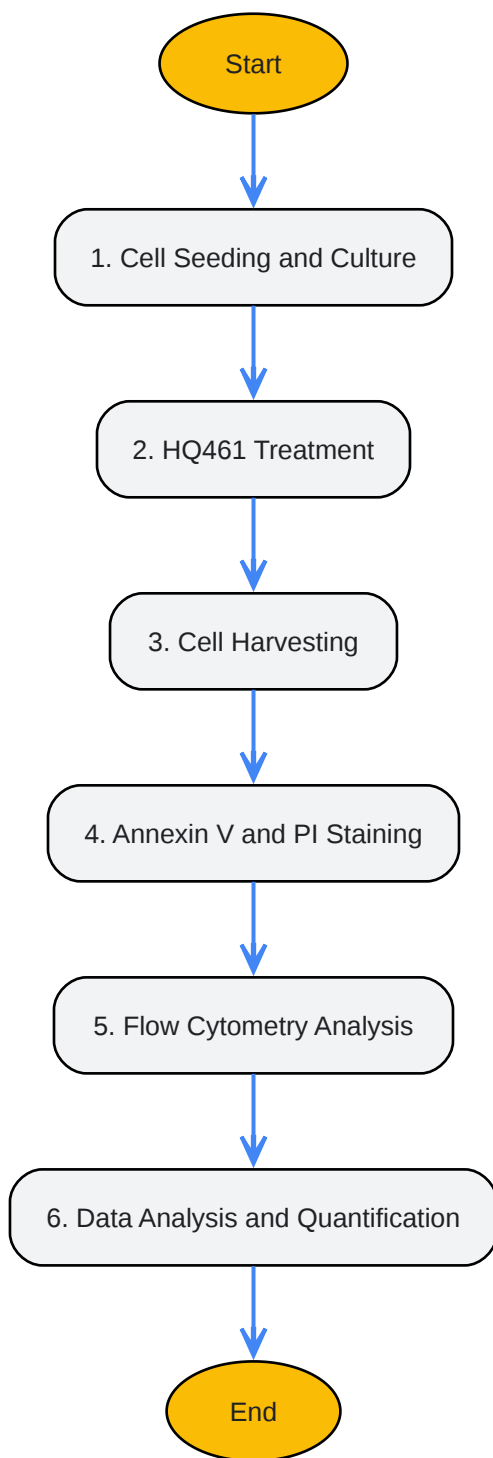 Start
1. Cell Seeding and Culture
2. HQ461 Treatment
3. Cell Harvesting
4. Annexin V and PI Staining
5. Flow Cytometry Analysis
6. Data Analysis and Quantification
End